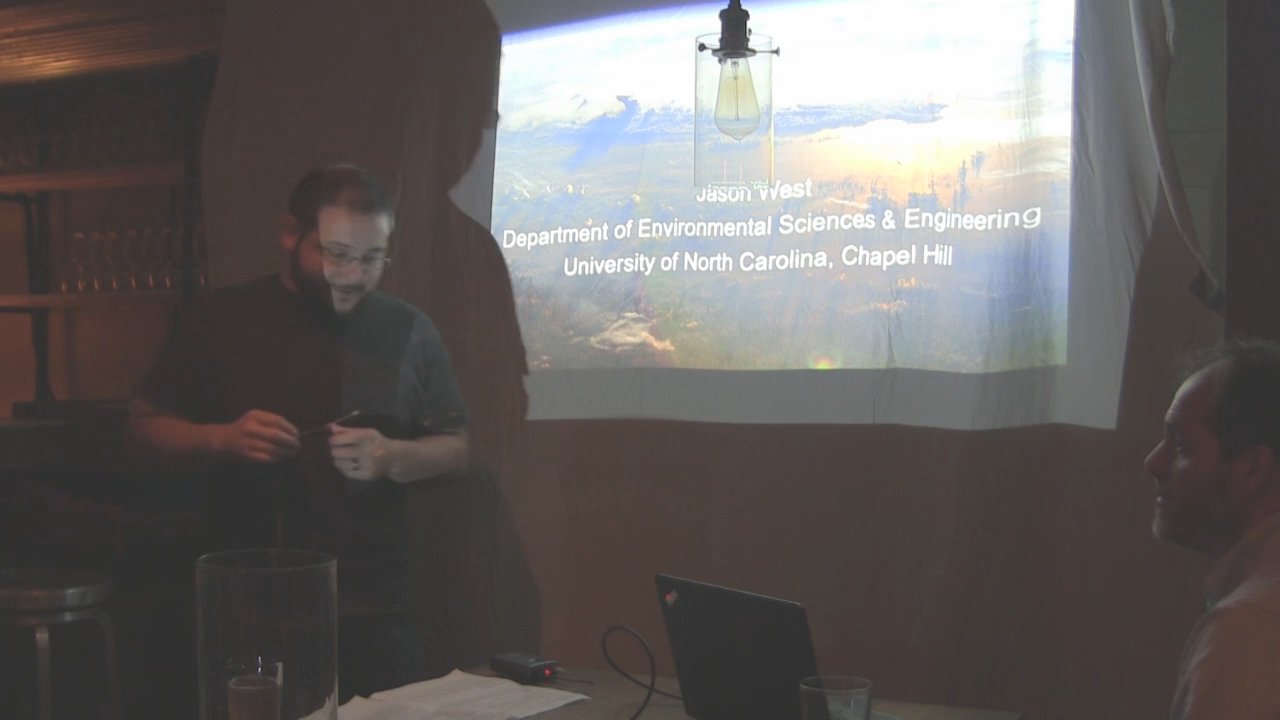 Jason West
Department of Environmental Sciences & Engineering
University of North Carolina, Chapel Hill